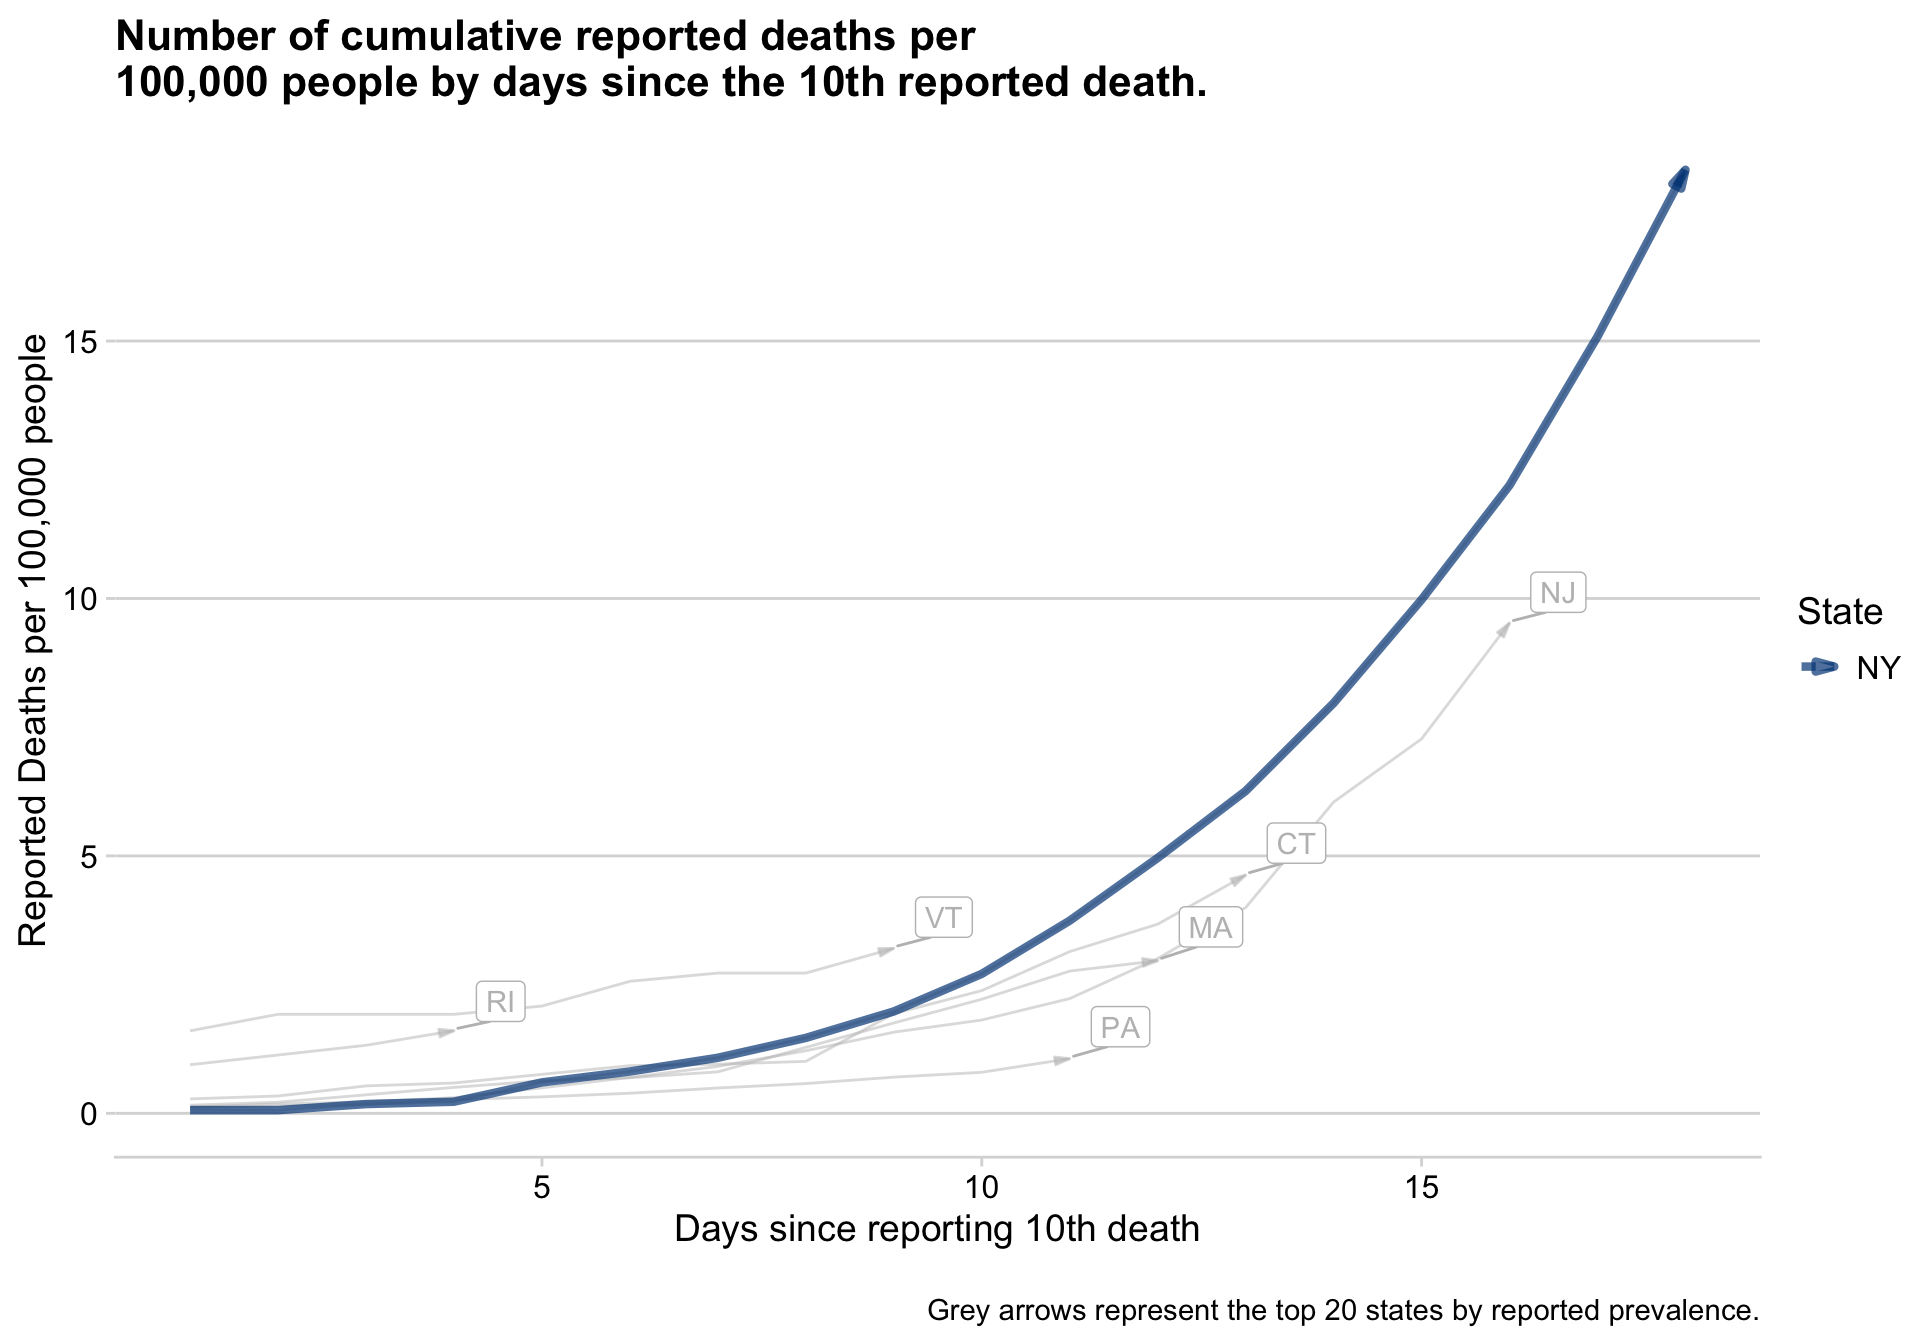 Number of cumulative reported deaths per
100,000 people by days since the 10th reported death.
Reported Deaths per 100,000 people
15
10
5
0
NJ
CT
VT
MA
RI
PA
State
NY
5
10
15
Days since reporting 10th death
Grey arrows represent the top 20 states by reported prevalence.